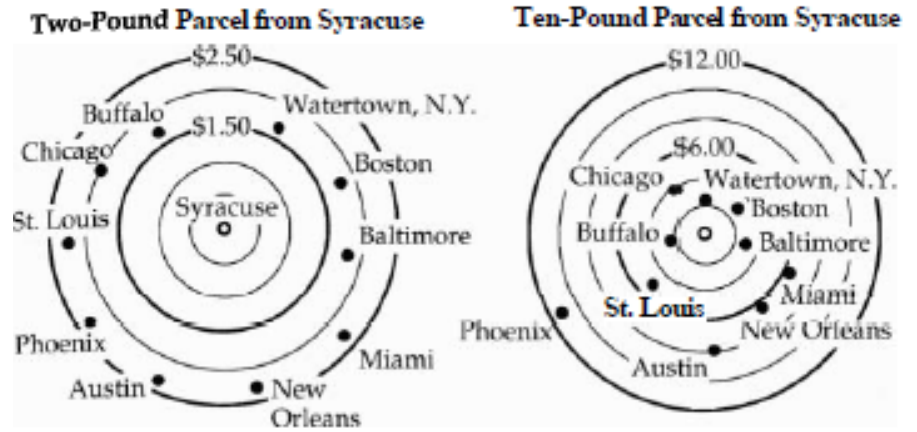 Two-Pound Parcel from Syracuse
$2.50
Buffalo
Watertown, N.Y.
$1.50
Chicago
Boston
St. Louis
Syracuse
Baltimore
Phoenix
Miami
Austin
New
Orleans
Ten-Pound Parcel from Syracuse
$12.00
$6.00
Chicago
Watertown, N.Y.
Boston
Buffalo
Baltimore
Miami
St. Louis
Phoenix
New Orleans
Austin